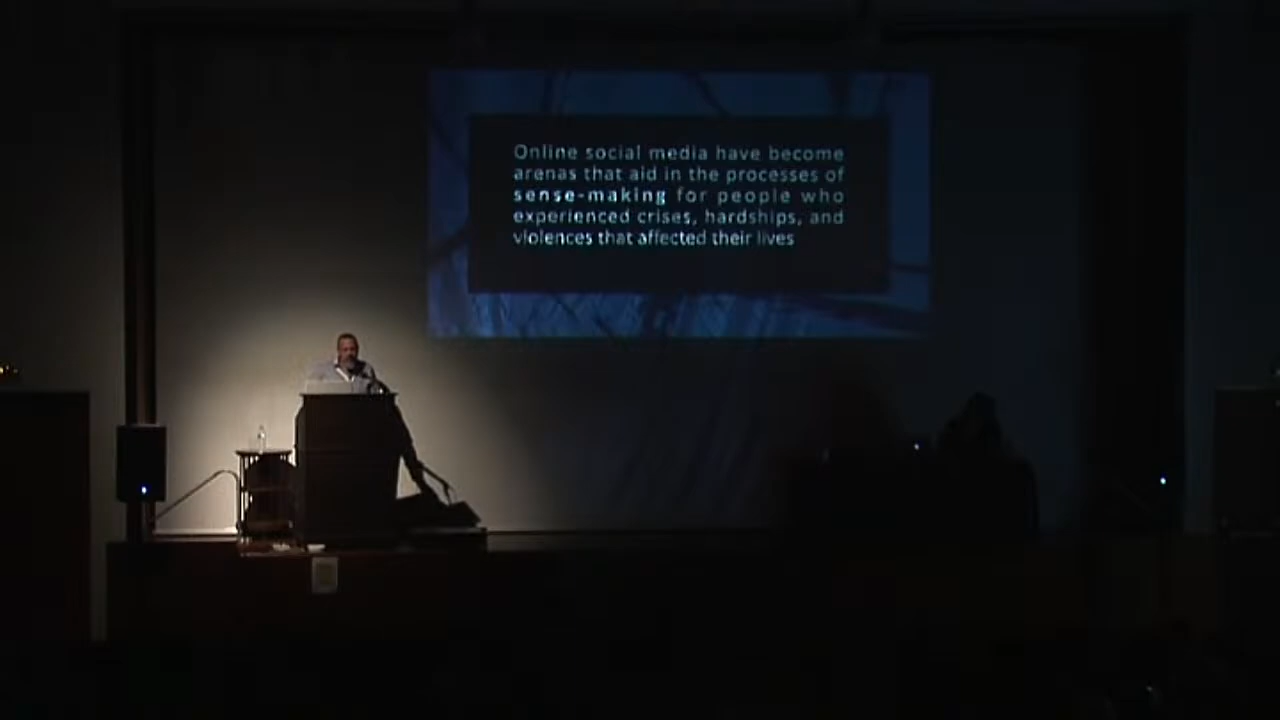 Online social media have become
arenas that aid in the processes of
sense-making for people who
experienced crises, hardships, and
violences that affected their lives